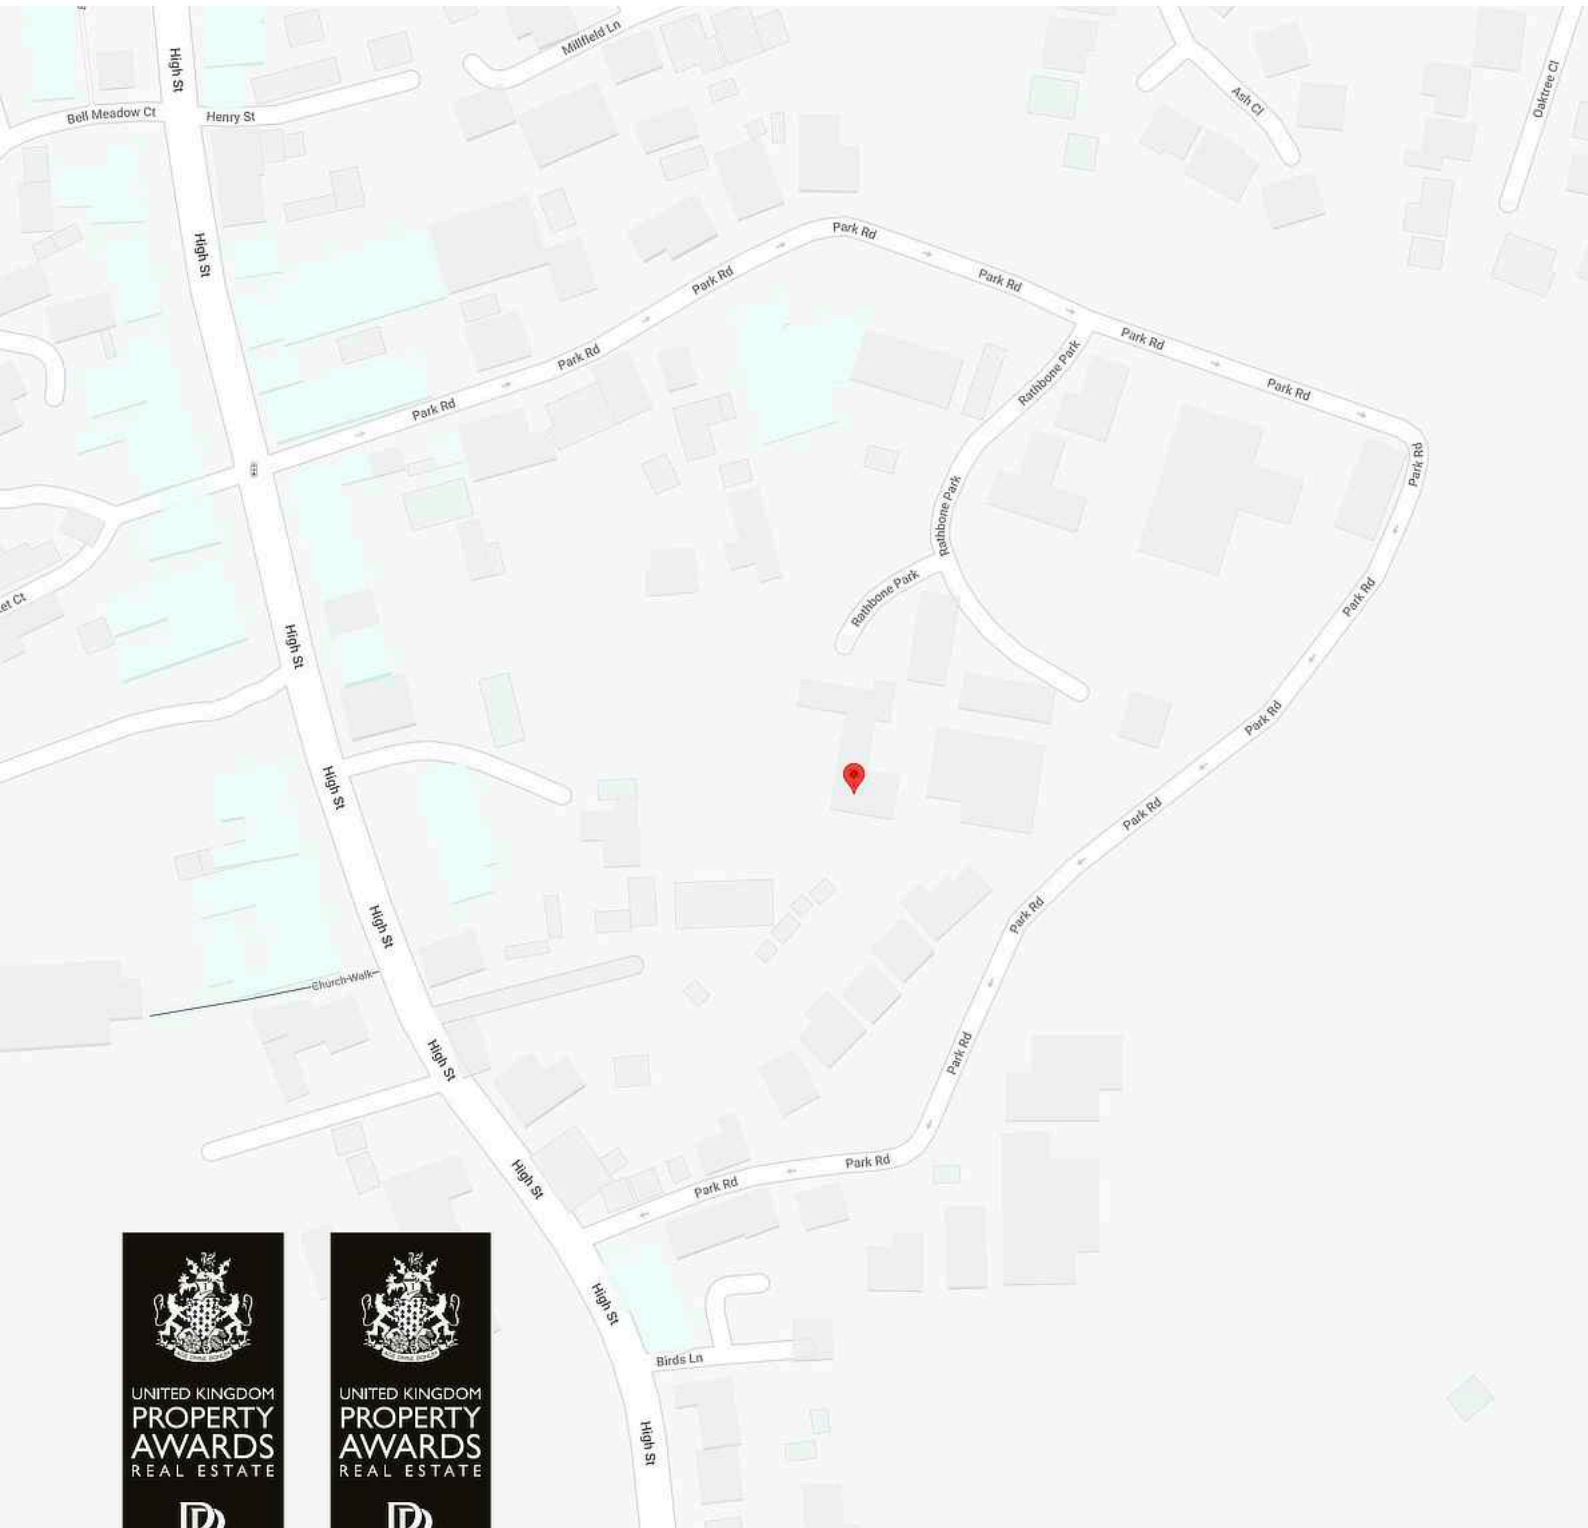 High St
Millfield Ln
Bell Meadow Ct
Henry St
Ash Cl
Oaktree Cl
High St
Park Rd
Park Rd
Park Rd
Park Rd
Park Rd
Park Rd
Park Rd
Rathbone Park
Park Rd
Rathbone Park
Rathbone Park
Park Rd
High St
Park Rd
High St
Park Rd
Park Rd
High St
Church Walk
High St
Park Rd
Park Rd
Park Rd
High St
High St
Birds Ln
High St
UNITED KINGDOM
PROPERTY
AWARDS
REAL ESTATE
UNITED KINGDOM
PROPERTY
AWARDS
REAL ESTATE